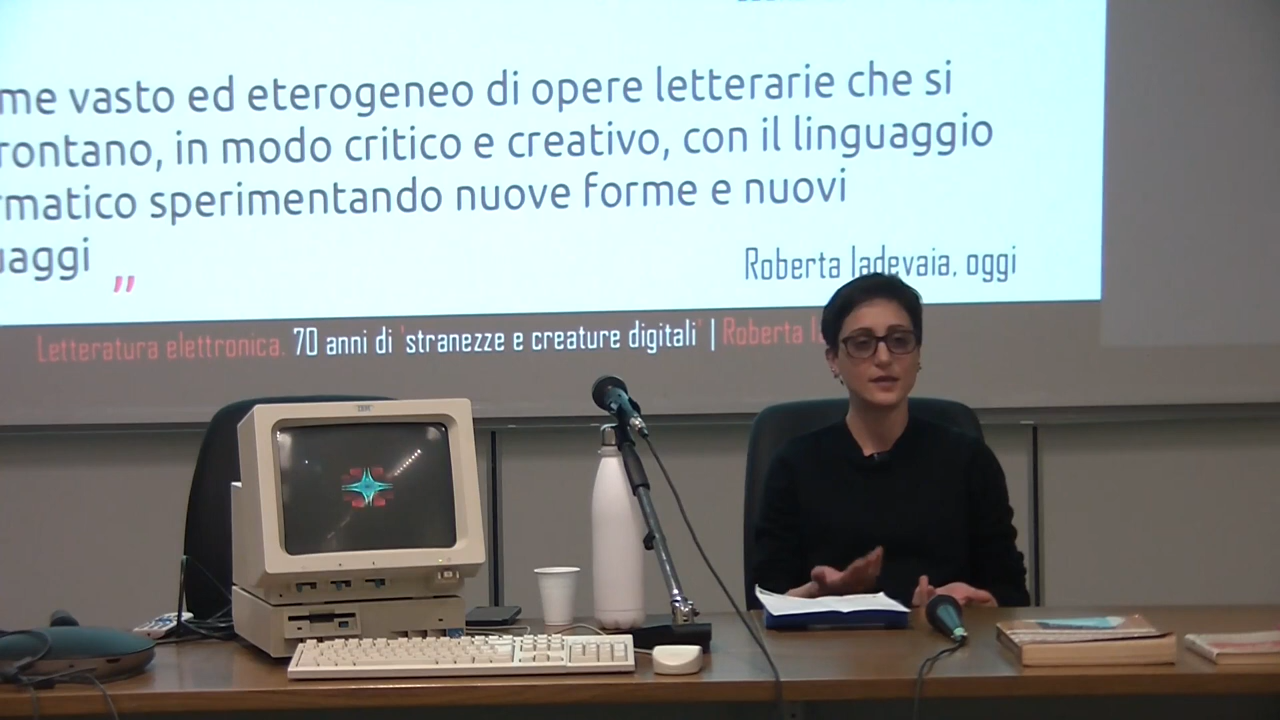 me vasto ed eterogeneo di opere letterarie che si
rontano, in modo critico e creativo, con il linguaggio
rmatico sperimentando nuove forme e nuovi
uaggi ”
Roberta Iadevaia, oggi
Letteratura elettronica. 70 anni di 'stranezze e creature digitali' | Roberta
IBM